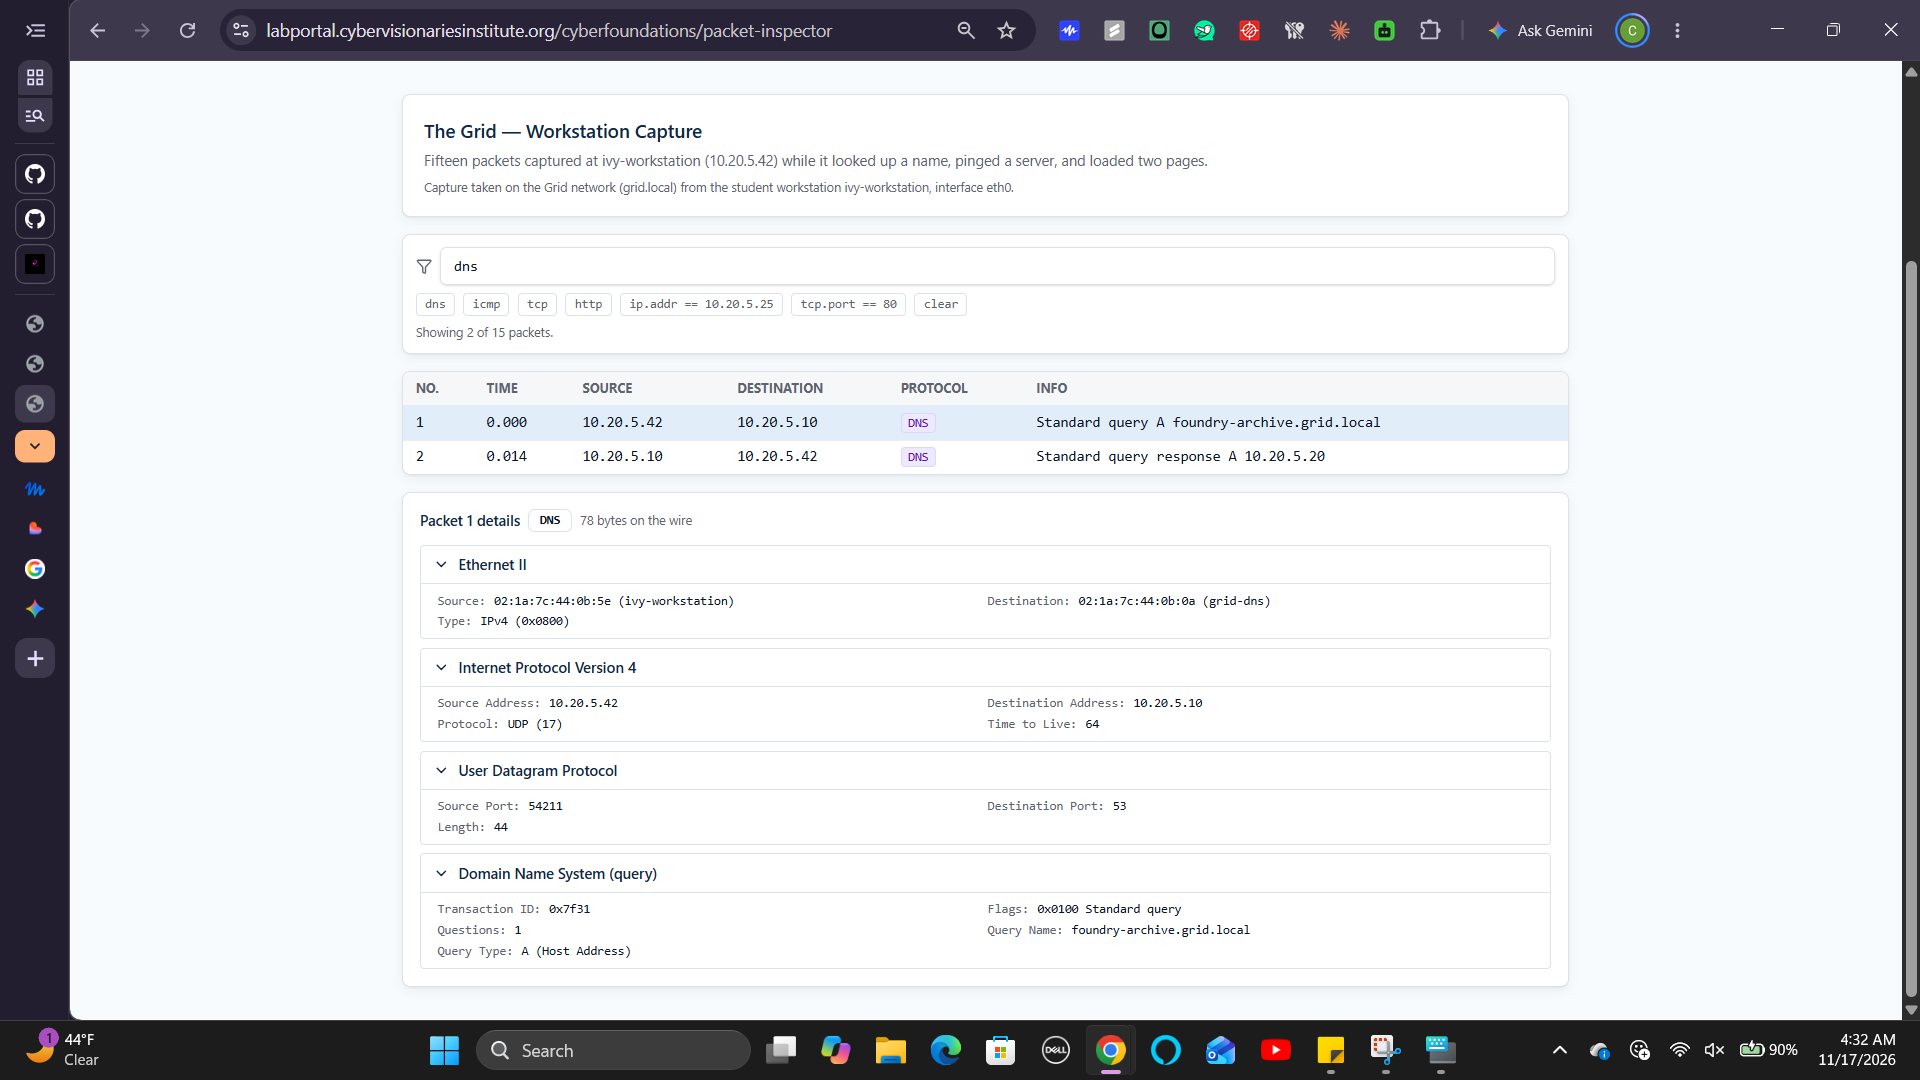 labportal.cybervisionariesinstitute.org/cyberfoundations/packet-inspector
Ask Gemini
C
The Grid — Workstation Capture
Fifteen packets captured at ivy-workstation (10.20.5.42) while it looked up a name, pinged a server, and loaded two pages.
Capture taken on the Grid network (grid.local) from the student workstation ivy-workstation, interface eth0.
dns
dns icmp tcp http ip.addr == 10.20.5.25 tcp.port == 80 clear
Showing 2 of 15 packets.
NO. TIME SOURCE DESTINATION PROTOCOL INFO
1 0.000 10.20.5.42 10.20.5.10 DNS Standard query A foundry-archive.grid.local
2 0.014 10.20.5.10 10.20.5.42 DNS Standard query response A 10.20.5.20
Packet 1 details DNS 78 bytes on the wire
Ethernet II
Source: 02:1a:7c:44:0b:5e (ivy-workstation) Destination: 02:1a:7c:44:0b:0a (grid-dns)
Type: IPv4 (0x0800)
Internet Protocol Version 4
Source Address: 10.20.5.42 Destination Address: 10.20.5.10
Protocol: UDP (17) Time to Live: 64
User Datagram Protocol
Source Port: 54211 Destination Port: 53
Length: 44
Domain Name System (query)
Transaction ID: 0x7f31 Flags: 0x0100 Standard query
Questions: 1 Query Name: foundry-archive.grid.local
Query Type: A (Host Address)
1
44°F
Clear
Search
DELL
90%
4:32 AM
11/17/2026